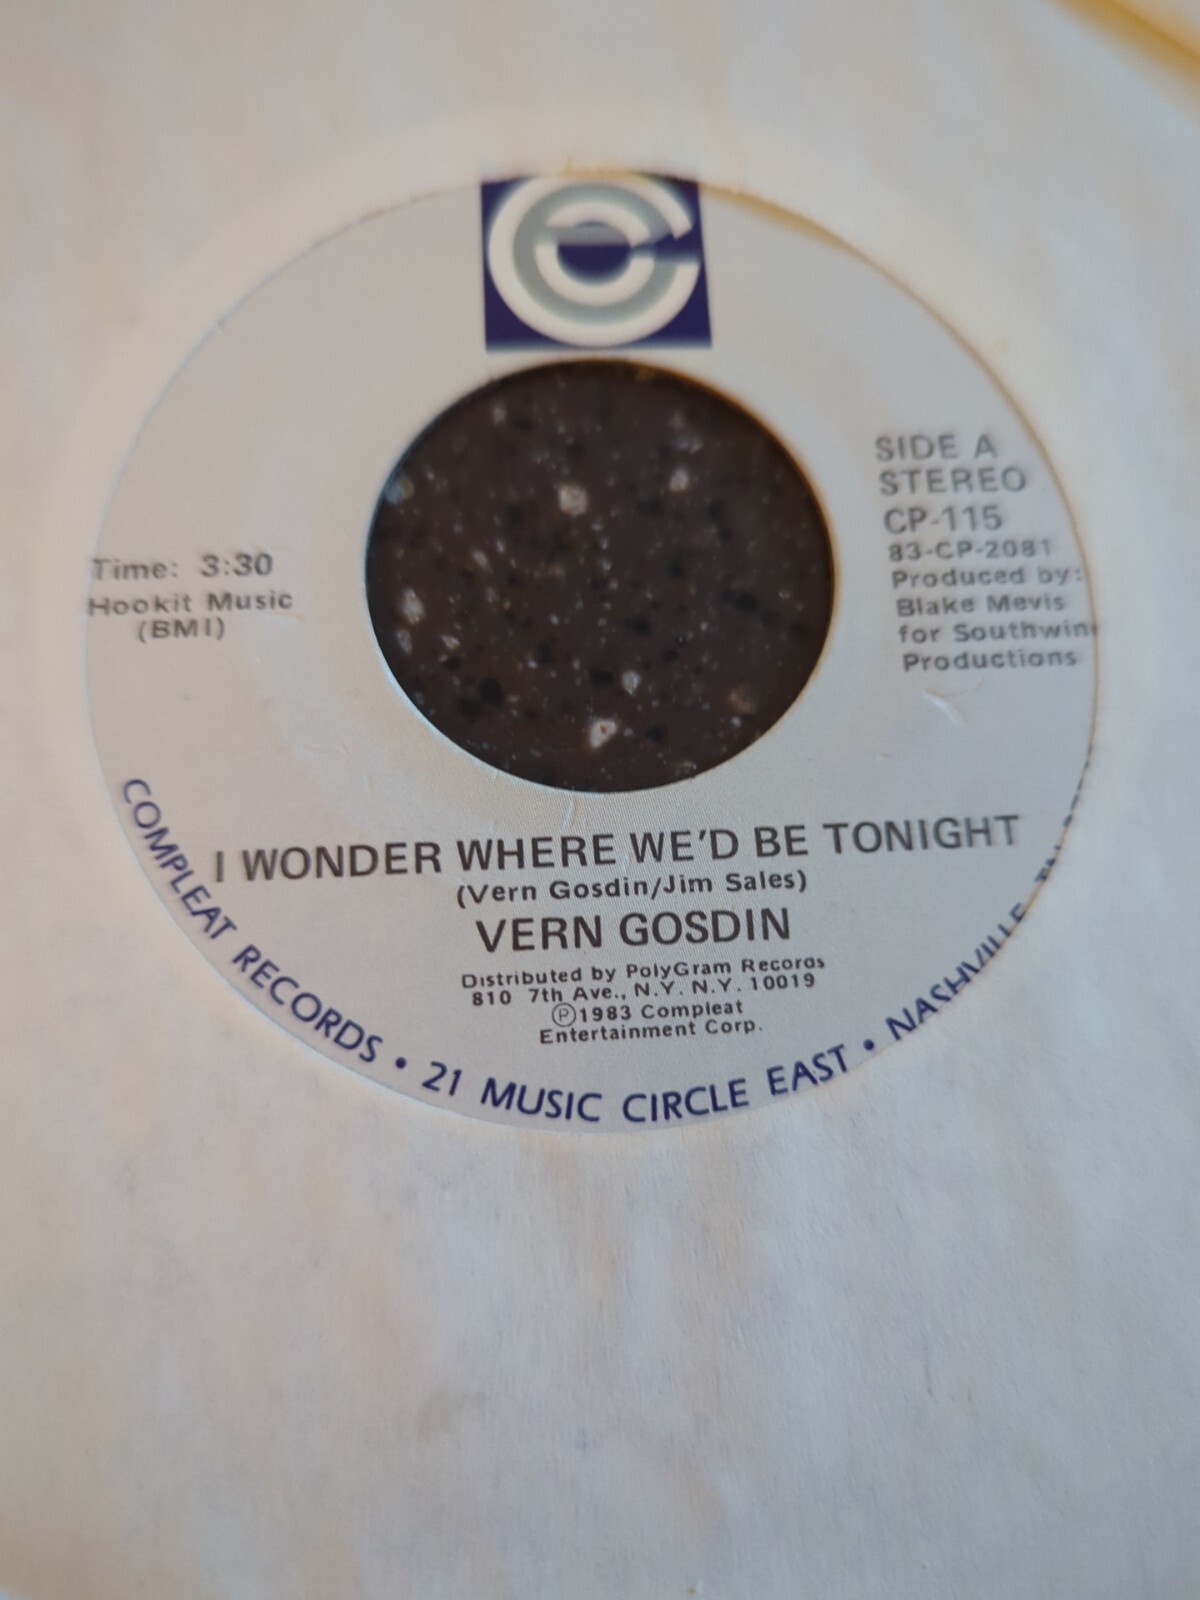 SIDE A
STEREO
CP-115
83-CP-2081
Produced by:
Blake Mevis
for Southwin
Productions
Time: 3:30
Hookit Music
(BMI)
I WONDER WHERE WE'D BE TONIGHT
(Vern Gosdin/Jim Sales)
VERN GOSDIN
Distributed by PolyGram Records
810 7th Ave., N.Y. N.Y. 10019
Ⓟ1983 Compleat
Entertainment Corp.
COMPLEAT RECORDS • 21 MUSIC CIRCLE EAST • NASHVILLE